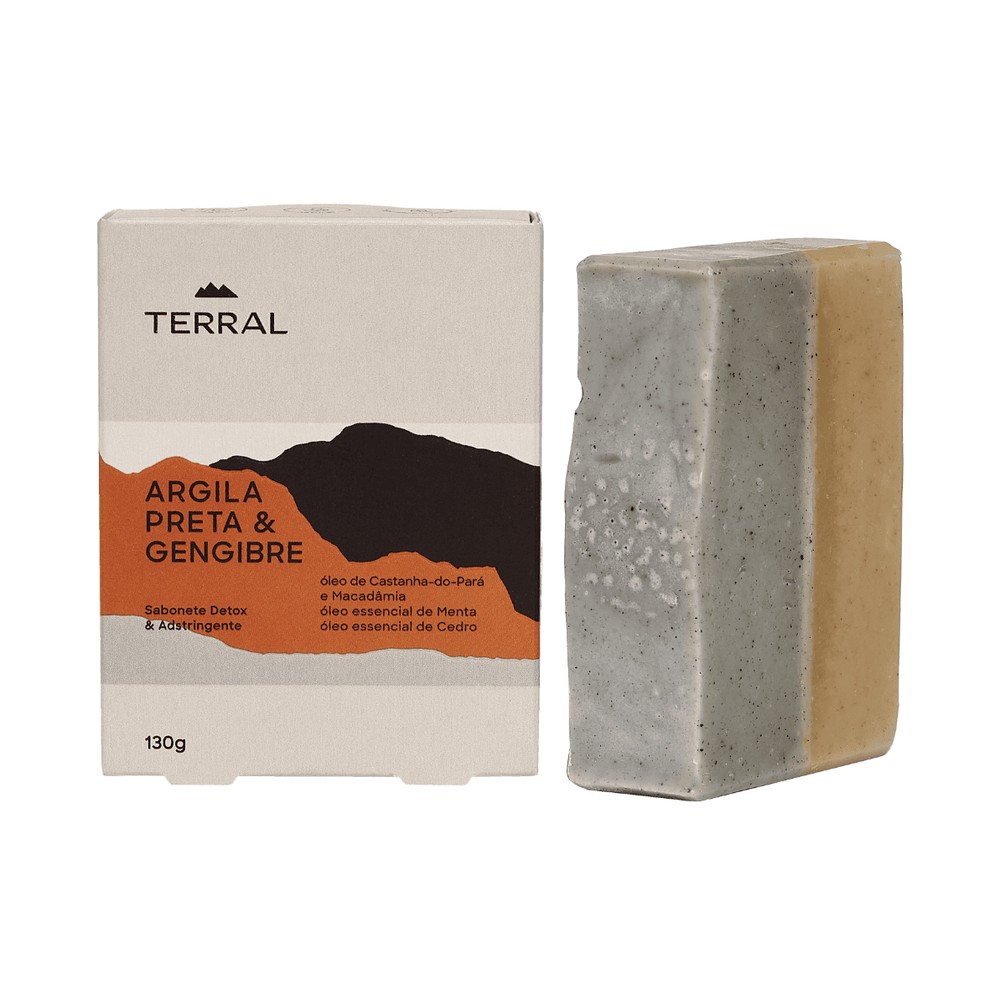 TERRAL
ARGILA
PRETA &
GENGIBRE
óleo de Castanha-do-Pará
e Macadâmia
óleo essencial de Menta
óleo essencial de Cedro
Sabonete Detox
& Adstringente
130g